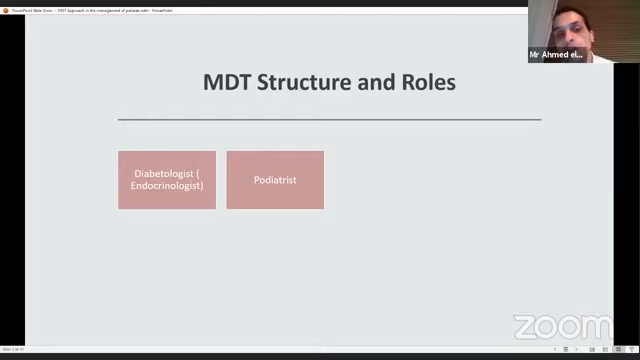 PowerPoint Slide Show - MDT Approach in the management of patients with - PowerPoint
Mr Ahmed el...
MDT Structure and Roles
Diabetologist (
Endocrinologist)
Podiatrist
zoom